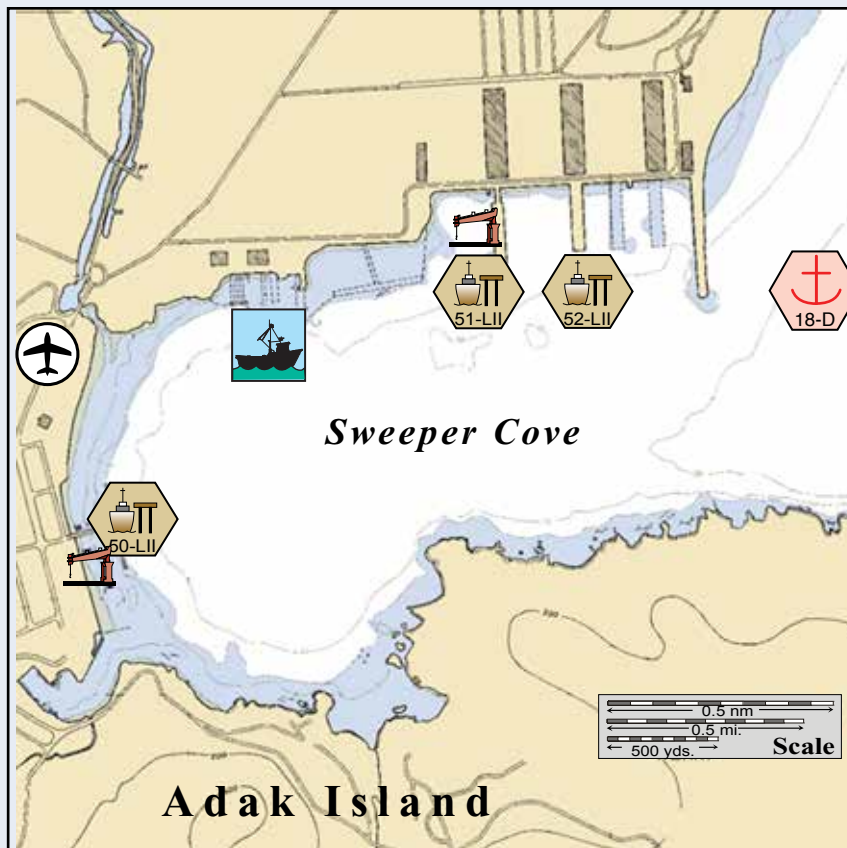 51-LII
52-LII
18-D
Sweeper Cove
50-LII
0.5 nm
0.5 mi.
500 yds.
Scale
Adak Island